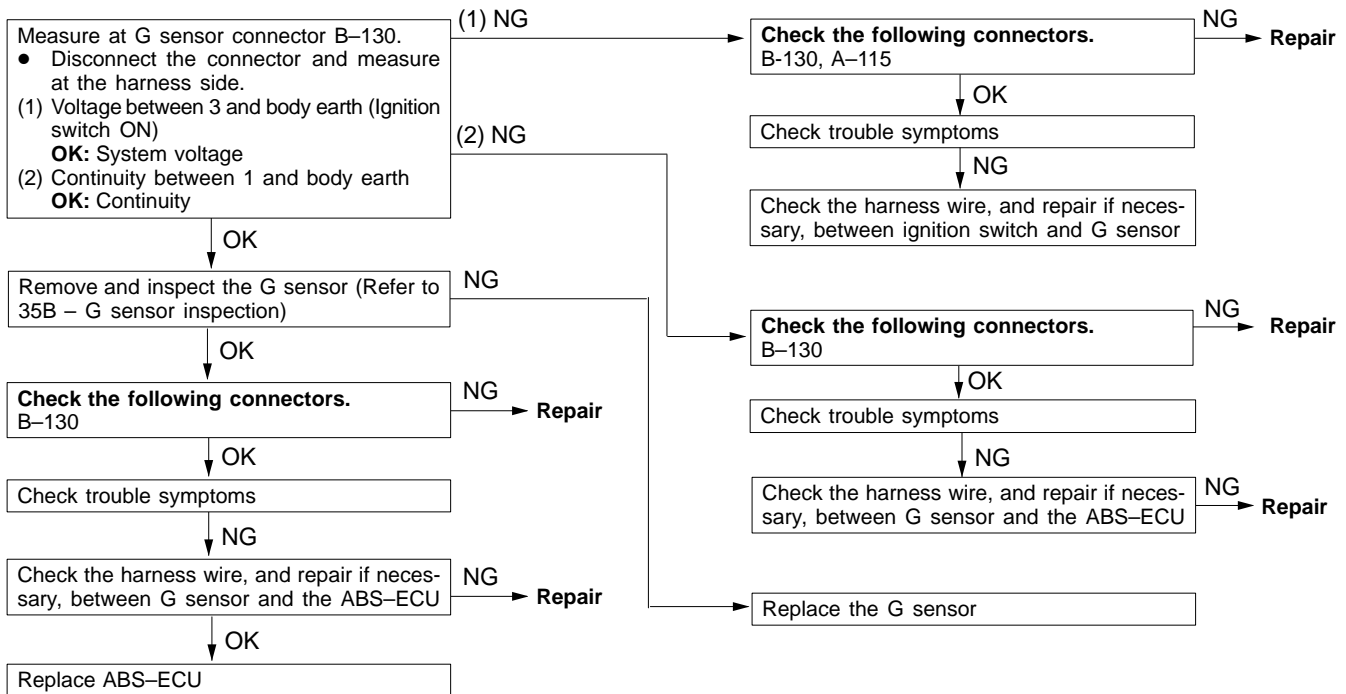 Measure at G sensor connector B–130.
● Disconnect the connector and measure
at the harness side.
(1) Voltage between 3 and body earth (Ignition
switch ON)
OK: System voltage
(2) Continuity between 1 and body earth
OK: Continuity
OK
Remove and inspect the G sensor (Refer to
35B – G sensor inspection)
OK
Check the following connectors.
B–130
OK
Check trouble symptoms
NG
Check the harness wire, and repair if neces-
sary, between G sensor and the ABS–ECU
OK
Replace ABS–ECU
(1) NG
(2) NG
NG
NG
Repair
NG
Repair
Check the following connectors.
B-130, A–115
NG
Repair
OK
Check trouble symptoms
NG
Check the harness wire, and repair if neces-
sary, between ignition switch and G sensor
Check the following connectors.
B–130
NG
Repair
OK
Check trouble symptoms
NG
Check the harness wire, and repair if neces-
sary, between G sensor and the ABS–ECU
NG
Repair
Replace the G sensor